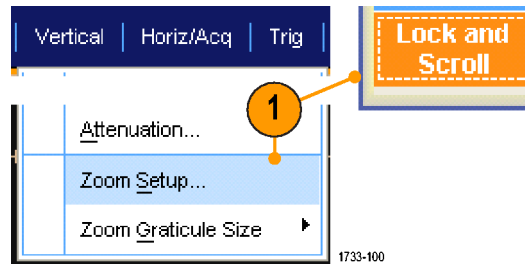 Vertical | Horiz/Acq | Trig |
Lock and
Scroll
1
Attenuation...
Zoom Setup...
Zoom Graticule Size
1733-100